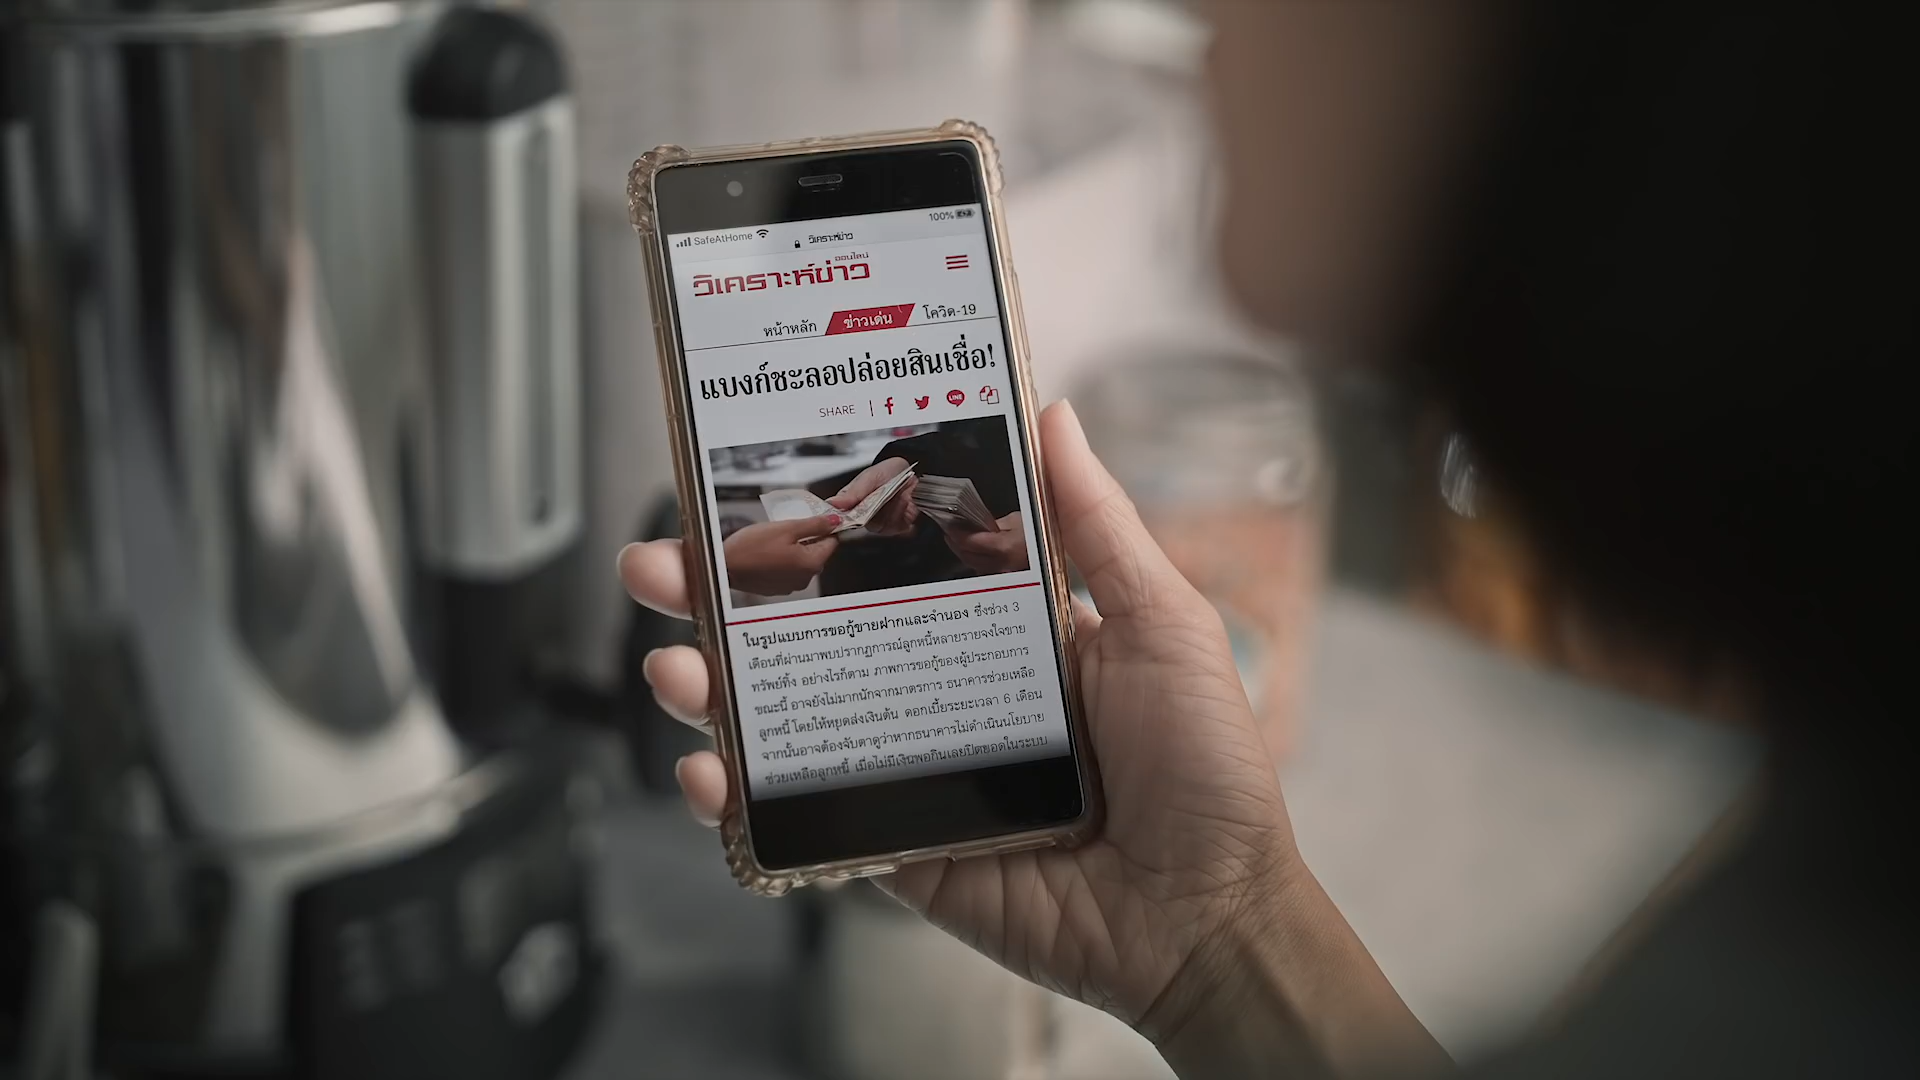 SafeAtHome
100%
วิเคราะห์ข่าว
ออนไลน์
วิเคราะห์ข่าว
หน้าหลัก ข่าวเด่น โควิด-19
แบงก์ชะลอปล่อยสินเชื่อ!
SHARE | f LINE
ในรูปแบบการขอกู้ขายฝากและจำนอง ซึ่งช่วง 3
เดือนที่ผ่านมาพบปรากฏการณ์ลูกหนี้หลายรายจงใจขาย
ทรัพย์ทิ้ง อย่างไรก็ตาม ภาพการขอกู้ของผู้ประกอบการ
ขณะนี้ อาจยังไม่มากนักจากมาตรการ ธนาคารช่วยเหลือ
ลูกหนี้ โดยให้หยุดส่งเงินต้น ดอกเบี้ยระยะเวลา 6 เดือน
จากนั้นอาจต้องจับตาดูว่าหากธนาคารไม่ดำเนินนโยบาย
ช่วยเหลือลูกหนี้ เมื่อไม่มีเงินพอกินเลยปิดยอดในระบบ